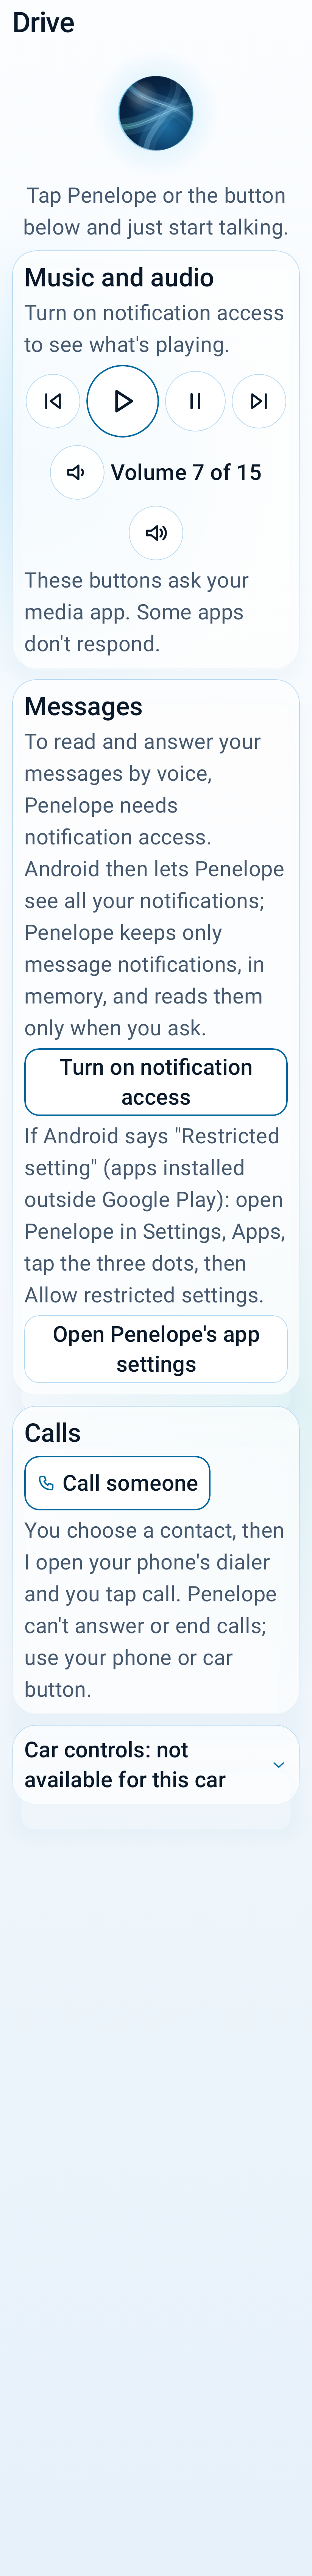 Drive
Tap Penelope or the button
below and just start talking.
Music and audio
Turn on notification access
to see what's playing.
Volume 7 of 15
These buttons ask your
media app. Some apps
don't respond.
Messages
To read and answer your
messages by voice,
Penelope needs
notification access.
Android then lets Penelope
see all your notifications;
Penelope keeps only
message notifications, in
memory, and reads them
only when you ask.
Turn on notification
access
If Android says "Restricted
setting" (apps installed
outside Google Play): open
Penelope in Settings, Apps,
tap the three dots, then
Allow restricted settings.
Open Penelope's app
settings
Calls
Call someone
You choose a contact, then
I open your phone's dialer
and you tap call. Penelope
can't answer or end calls;
use your phone or car
button.
Car controls: not
available for this car